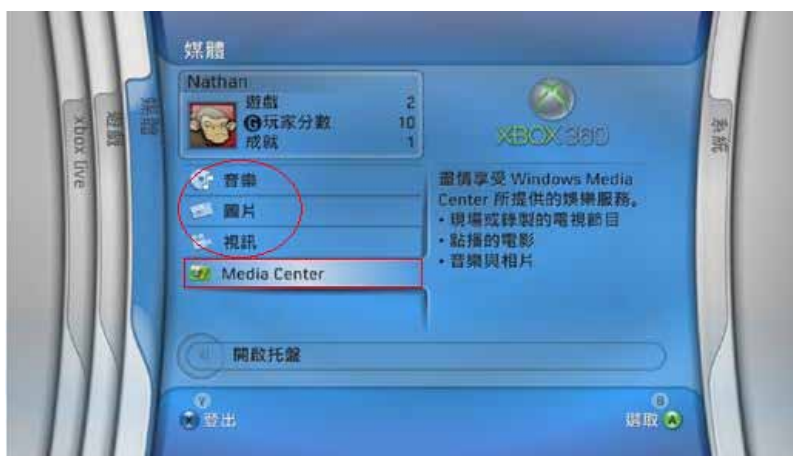 媒體
Nathan
遊戲 2
G玩家分數 10
成就 1
XBOX 360
音樂
圖片
視訊
Media Center
盡情享受 Windows Media
Center 所提供的娛樂服務。
・現場或錄製的電視節目
・點播的電影
・音樂與相片
開啟托盤
Y
X 登出
B
選取 A
xbox live
遊戲
媒體
系統